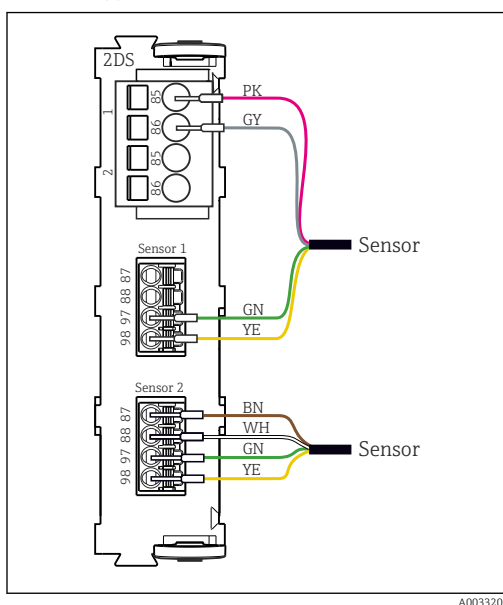 2DS
1
85
86
2
85
86
PK
GY
Sensor
Sensor 1
87
88
97
98
GN
YE
Sensor 2
87
88
97
98
BN
WH
GN
YE
Sensor
A003320